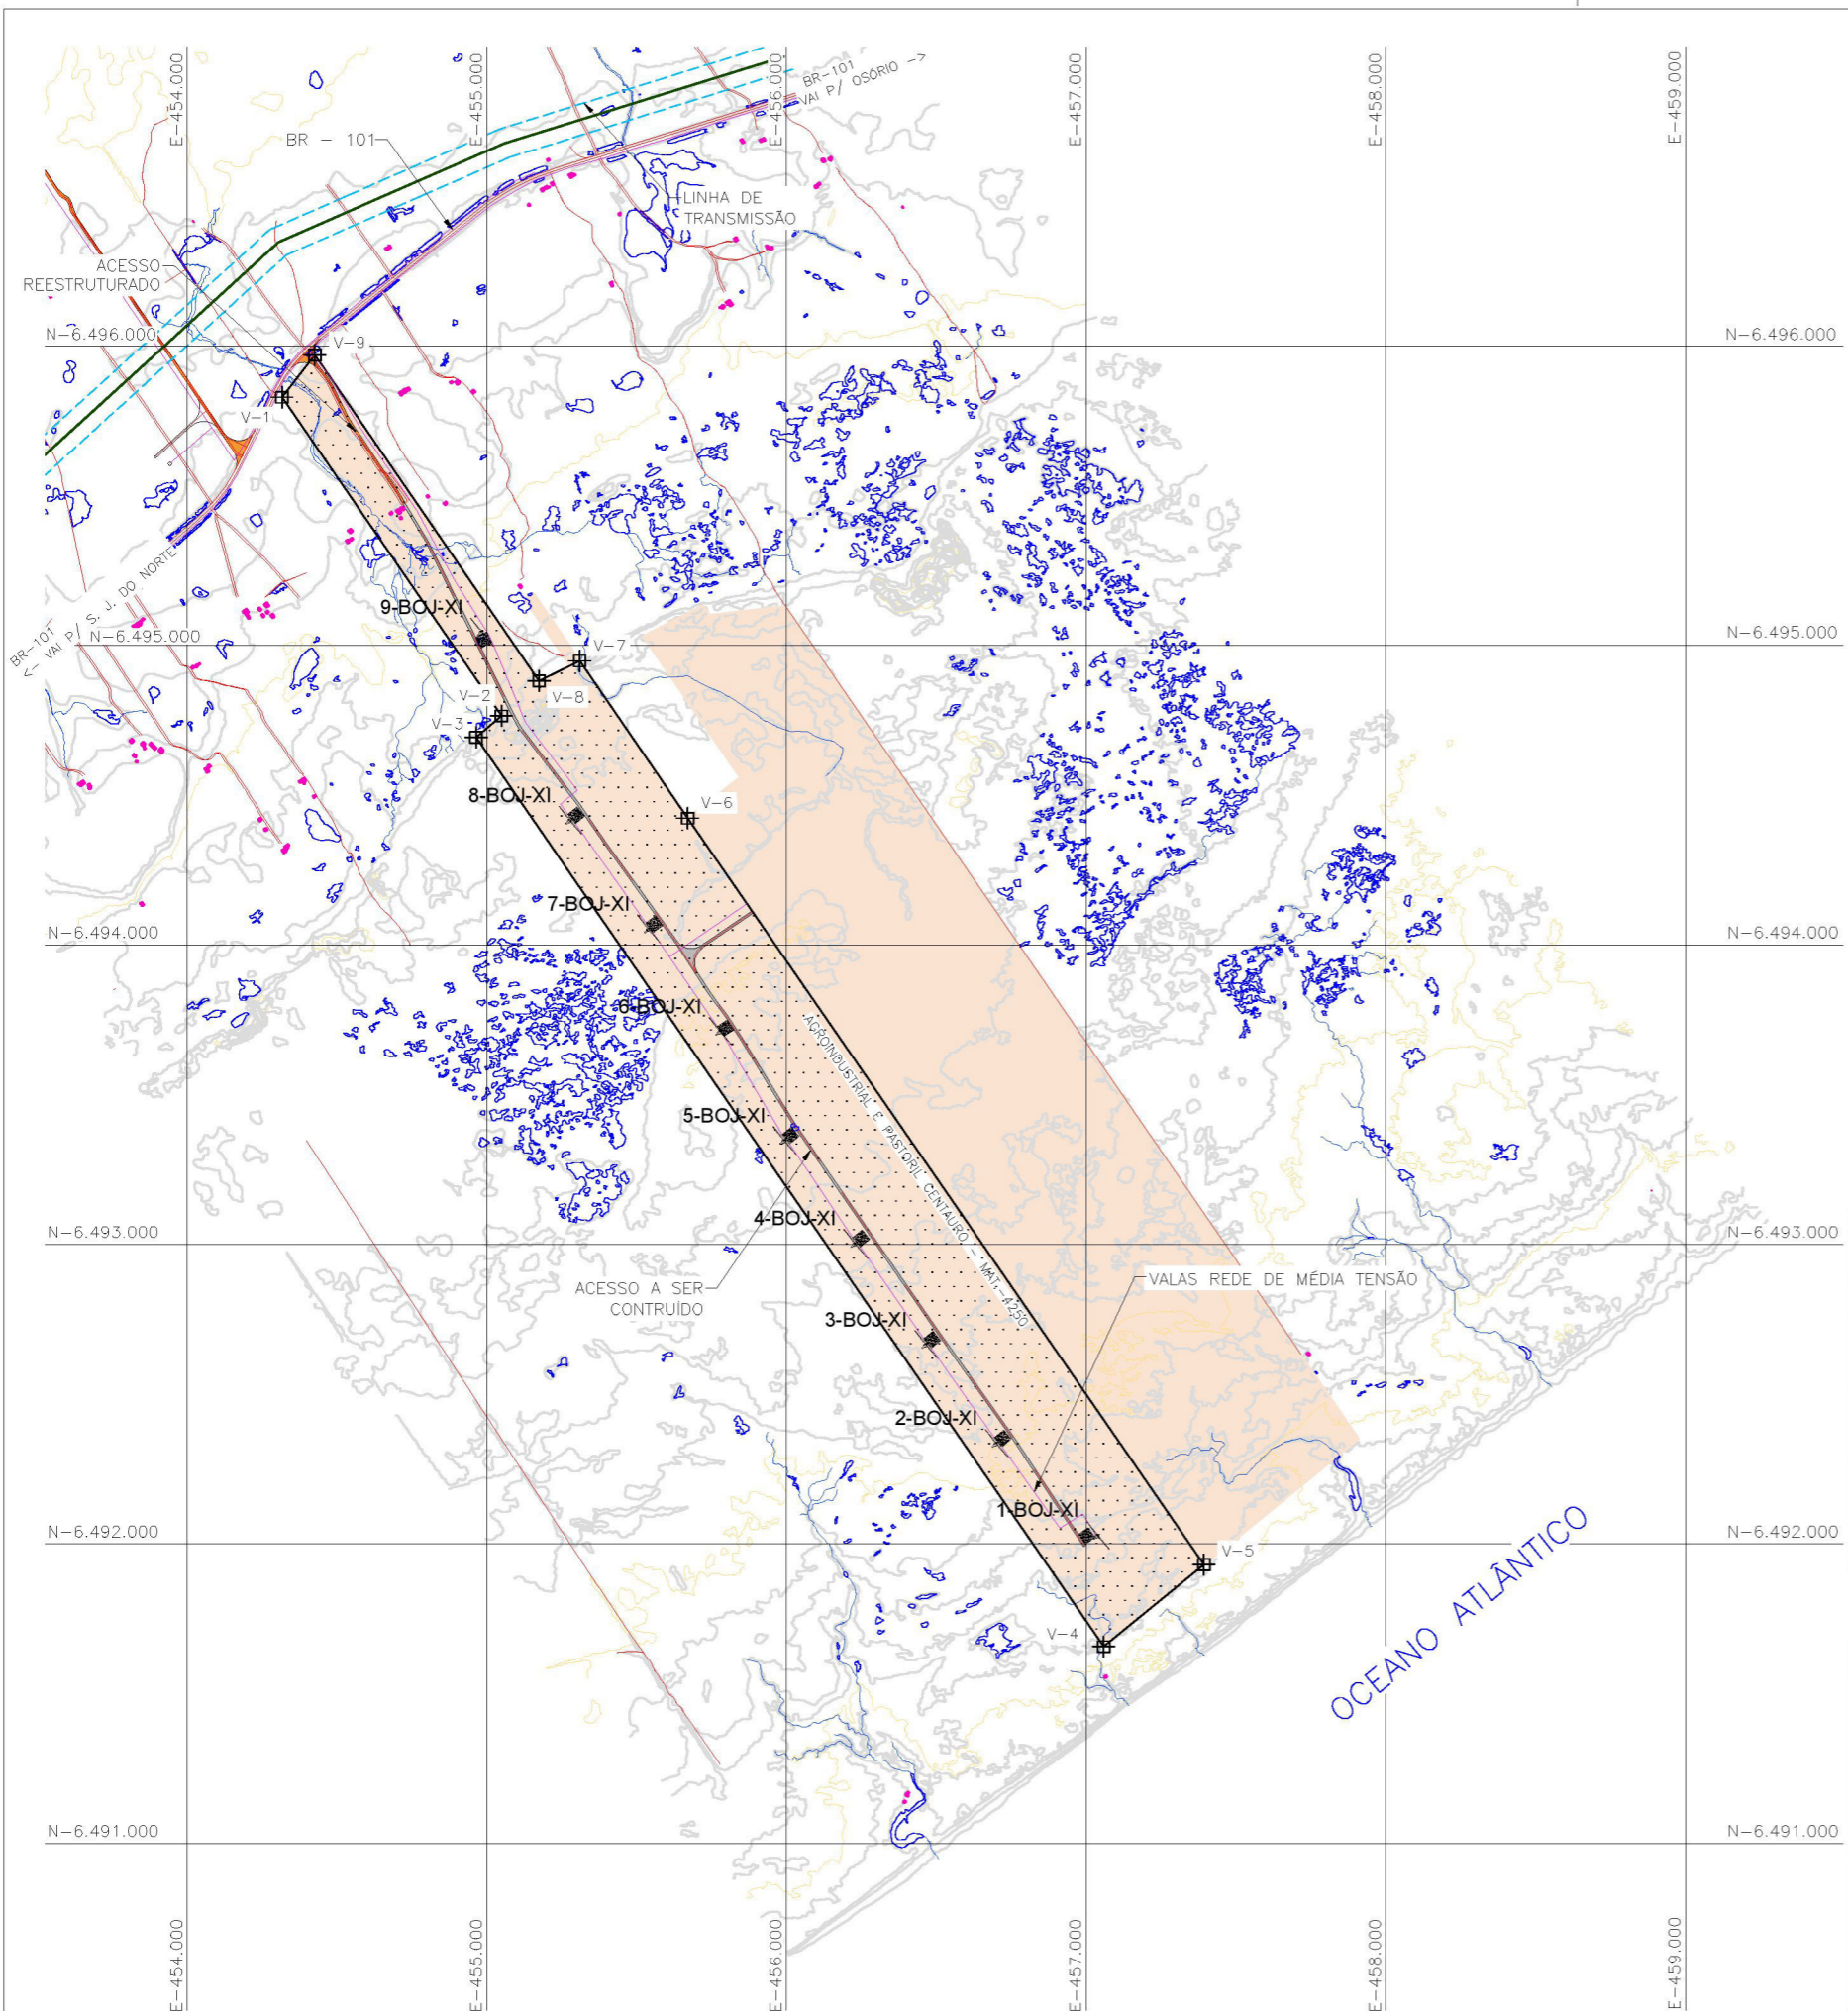 E-454.000
E-455.000
E-456.000
E-457.000
E-458.000
E-459.000
BR-101
VAI P/ OSÓRIO ->
BR - 101
LINHA DE
TRANSMISSÃO
ACESSO
REESTRUTURADO
N-6.496.000
N-6.496.000
V-9
V-1
BR-101
<- VAI P/ S. J. DO NORTE
9-BOJ-XI
N-6.495.000
N-6.495.000
V-7
V-8
V-2
V-3
8-BOJ-XI
V-6
7-BOJ-XI
N-6.494.000
N-6.494.000
6-BOJ-XI
AGROINDUSTRIAL E PASTORIL CENTAURO - MAT.-4250
5-BOJ-XI
4-BOJ-XI
N-6.493.000
N-6.493.000
ACESSO A SER
CONTRUÍDO
VALAS REDE DE MÉDIA TENSÃO
3-BOJ-XI
2-BOJ-XI
1-BOJ-XI
N-6.492.000
N-6.492.000
V-5
V-4
OCEANO ATLÂNTICO
N-6.491.000
N-6.491.000
E-454.000
E-455.000
E-456.000
E-457.000
E-458.000
E-459.000